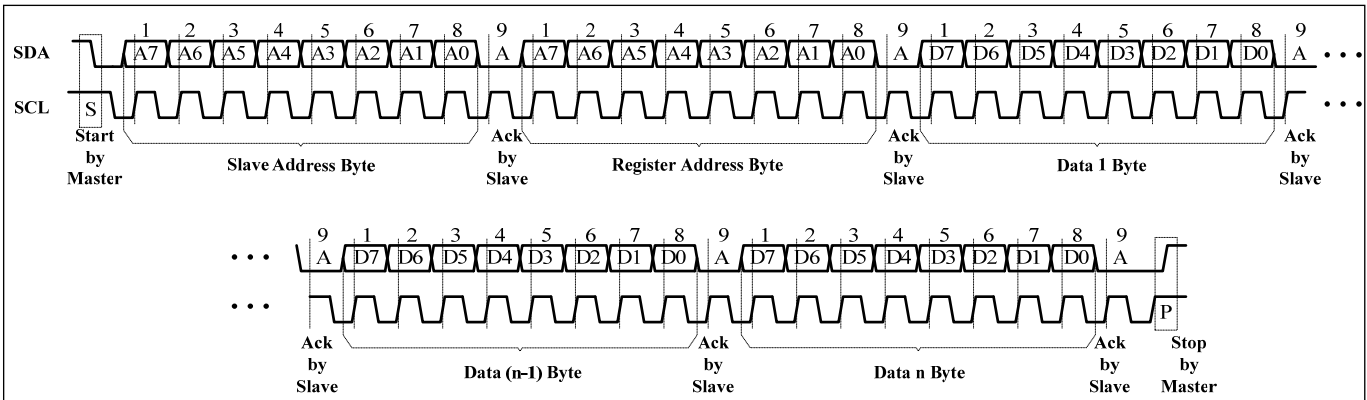 1 2 3 4 5 6 7 8 9 1 2 3 4 5 6 7 8 9 1 2 3 4 5 6 7 8 9
SDA A7 A6 A5 A4 A3 A2 A1 A0 A A7 A6 A5 A4 A3 A2 A1 A0 A D7 D6 D5 D4 D3 D2 D1 D0 A • • •
SCL S • • •
Start by Master
Slave Address Byte
Ack by Slave
Register Address Byte
Ack by Slave
Data 1 Byte
Ack by Slave
9 1 2 3 4 5 6 7 8 9 1 2 3 4 5 6 7 8 9
• • • A D7 D6 D5 D4 D3 D2 D1 D0 A D7 D6 D5 D4 D3 D2 D1 D0 A
• • • P
Ack by Slave
Data (n-1) Byte
Ack by Slave
Data n Byte
Ack by Slave
Stop by Master